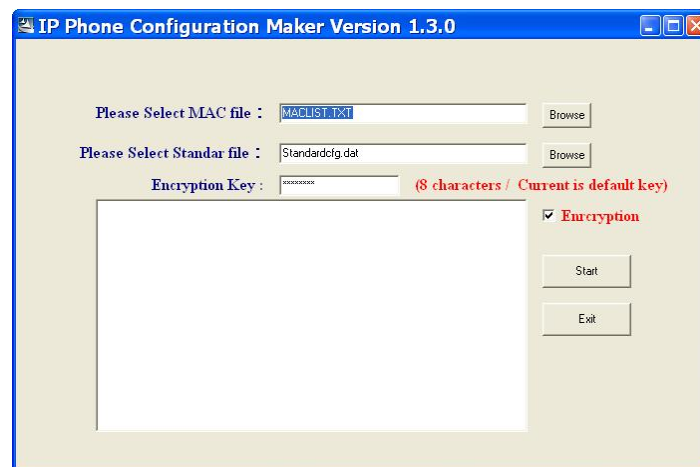 IP Phone Configuration Maker Version 1.3.0
Please Select MAC file : MACLIST.TXT Browse
Please Select Standar file : Standardcfg.dat Browse
Encryption Key : ******** (8 characters / Current is default key)
Enrcryption
Start
Exit